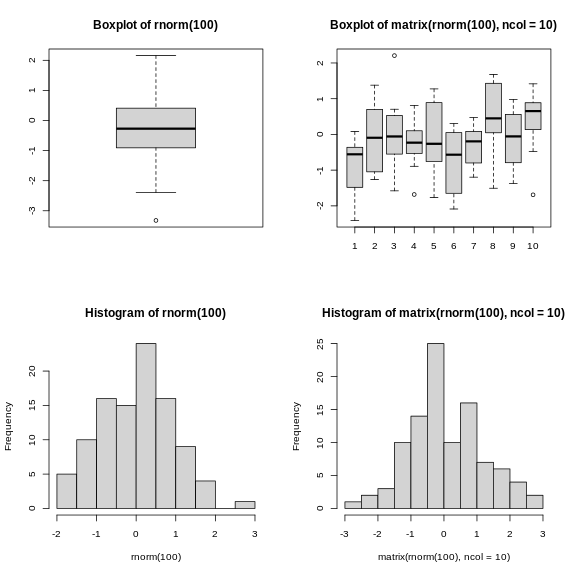 Boxplot of rnorm(100)
2
1
0
-1
-2
-3
Boxplot of matrix(rnorm(100), ncol = 10)
2
1
0
-1
-2
1 2 3 4 5 6 7 8 9 10
Histogram of rnorm(100)
Frequency
20
15
10
5
0
-2 -1 0 1 2 3
rnorm(100)
Histogram of matrix(rnorm(100), ncol = 10)
Frequency
25
20
15
10
5
0
-3 -2 -1 0 1 2 3
matrix(rnorm(100), ncol = 10)